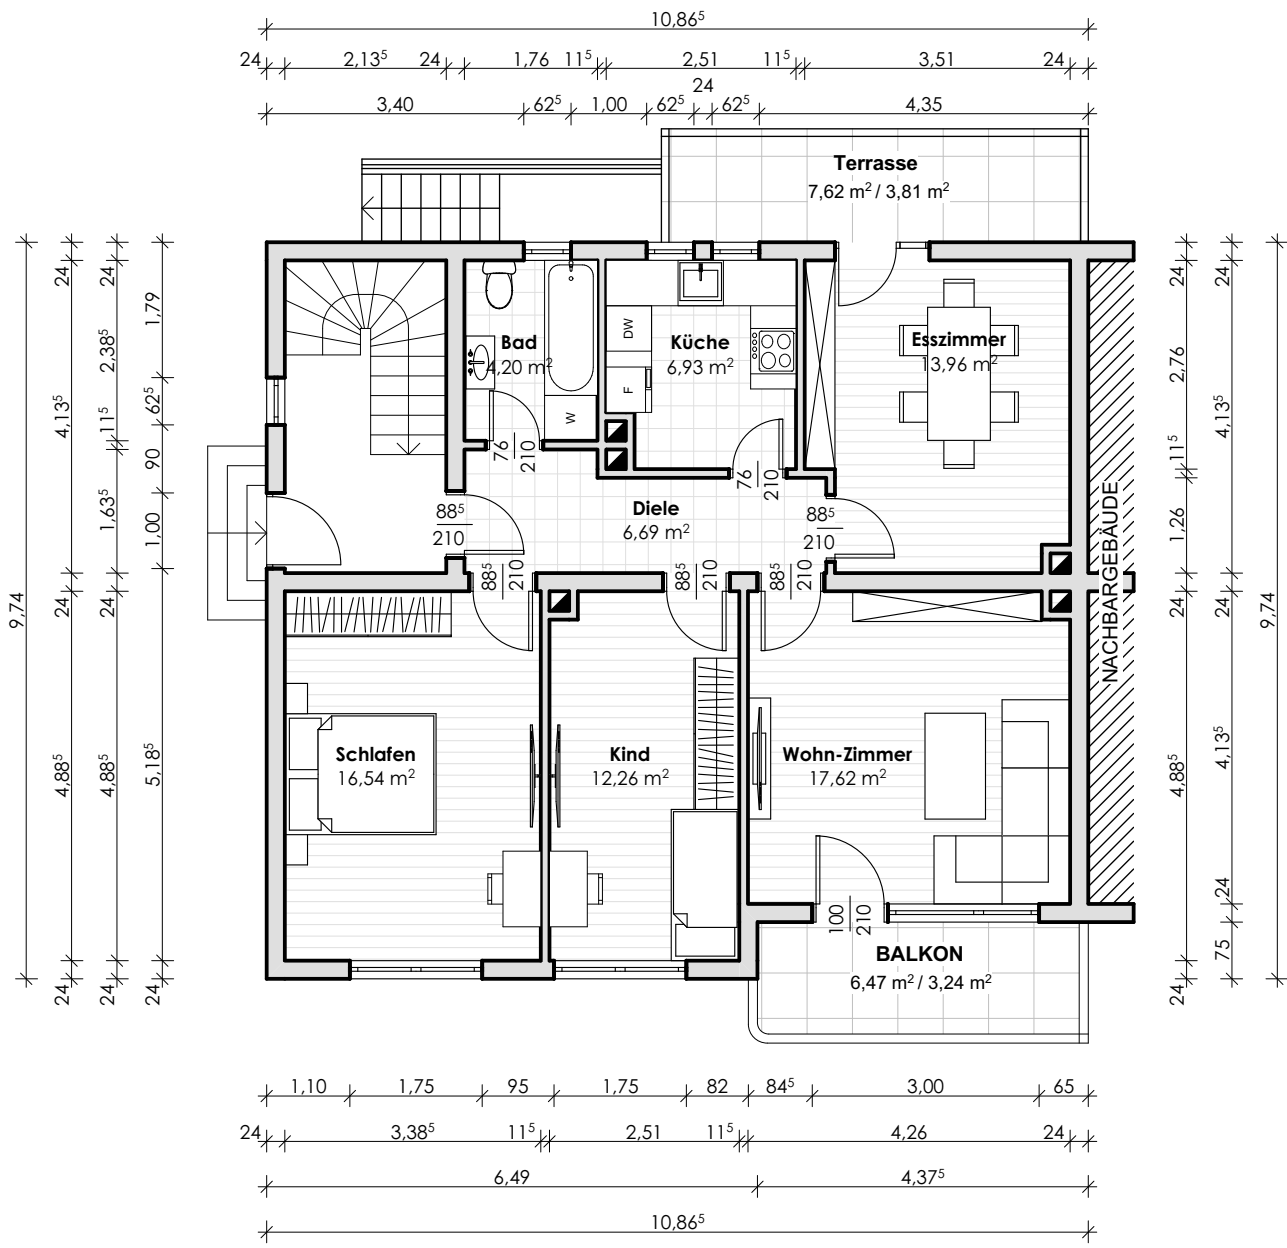 10,86⁵
24 2,13⁵ 24 1,76 11⁵ 2,51 11⁵ 3,51 24
24
3,40 62⁵ 1,00 62⁵ 62⁵ 4,35
Terrasse
7,62 m² / 3,81 m²
Bad
4,20 m²
DW
F
W
Küche
6,93 m²
Esszimmer
13,96 m²
76
210
76
210
Diele
6,69 m²
88⁵
210
88⁵
210
88⁵
210
88⁵
210
88⁵
210
NACHBARGEBÄUDE
Schlafen
16,54 m²
Kind
12,26 m²
Wohn-Zimmer
17,62 m²
100
210
BALKON
6,47 m² / 3,24 m²
9,74
24 4,13⁵ 24 4,88⁵ 24
24 2,38⁵ 11⁵ 1,63⁵ 24 4,88⁵ 24
1,79 62⁵ 90 1,00 5,18⁵ 24
24 2,76 11⁵ 1,26 24 4,88⁵ 24
24 4,13⁵ 24 4,13⁵ 24 75
9,74
1,10 1,75 95 1,75 82 84⁵ 3,00 65
24 3,38⁵ 11⁵ 2,51 11⁵ 4,26 24
6,49 4,37⁵
10,86⁵